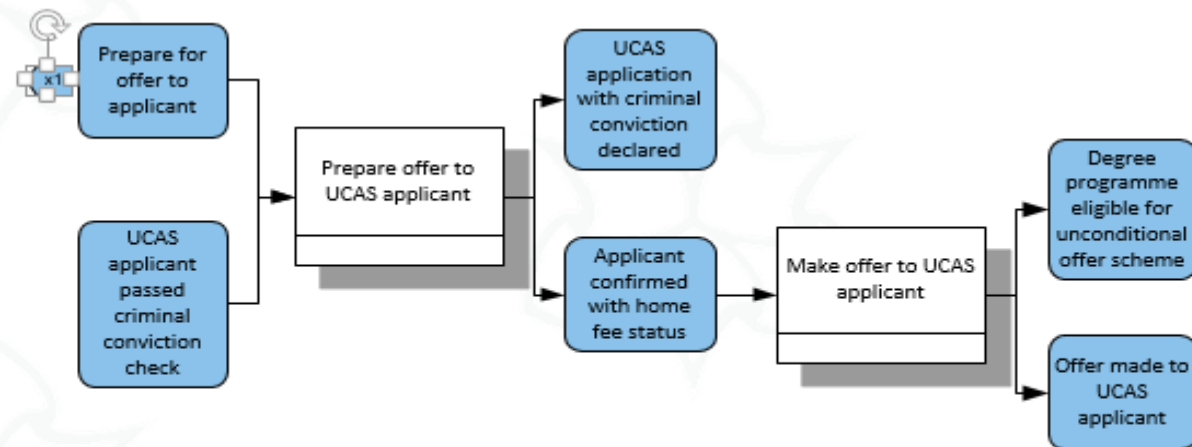 x1
Prepare for
offer to
applicant
UCAS
applicant
passed
criminal
conviction
check
Prepare offer to
UCAS applicant
UCAS
application
with criminal
conviction
declared
Applicant
confirmed
with home
fee status
Make offer to UCAS
applicant
Degree
programme
eligible for
unconditional
offer scheme
Offer made to
UCAS
applicant